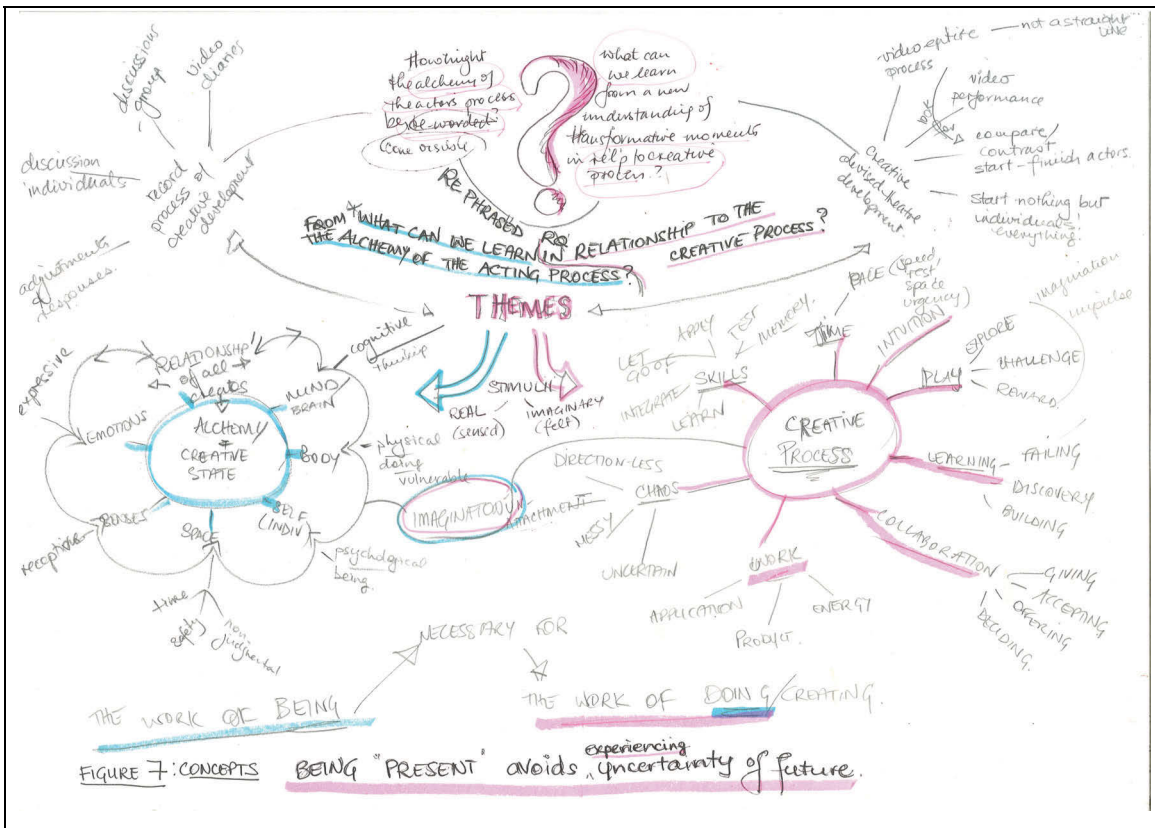 discussions
group
video
diaries
discussion
individuals
record
process of
creative
development
adjustments
&
responses.
How might
the alchemy of
the actors process
be de-worded?
(
visible)
what can
we learn
from a new
understanding of
transformative moments
in rel'p to creative
process.?
REPHRASED RQ
FROM + WHAT CAN WE LEARN IN RELATIONSHIP TO THE
THE ALCHEMY OF THE ACTING PROCESS?
CREATIVE PROCESS?
video entire
process
not a straight
line
video
performance
compare/
contrast
start-finish actors.
start nothing but
individuals!
everything.
creative
devised theatre
development
THEMES
STIMULI
REAL
(sensed)
IMAGINARY
(felt)
expressive
RELATIONSHIP
of all
creates
cognitive
thinking
MIND
BRAIN
EMOTIONS
ALCHEMY
=
CREATIVE
STATE
BODY
physical
doing
vulnerable
SENSES
receptive
SPACE
SELF
(INDIV)
psychological
being.
time
safety
non-
judgmental
IMAGINATION
LET
GO OF
APPLY
TEST
MEMORY.
SKILLS
INTEGRATE
LEARN
TIME
PACE (speed,
rest
space
urgency)
INTUITION
imagination
impulse
PLAY
EXPLORE
CHALLENGE
REWARD.
CREATIVE
PROCESS
LEARNING
FAILING
DISCOVERY
BUILDING
COLLABORATION
GIVING
ACCEPTING
OFFERING
DECIDING.
DIRECTION-LESS
CHAOS
ATTACHMENT
MESSY
UNCERTAIN
WORK
APPLICATION
PRODUCT.
ENERGY
NECESSARY FOR
THE WORK OF BEING
THE WORK OF DOING/CREATING.
FIGURE 7: CONCEPTS
BEING "PRESENT" avoids experiencing uncertainty of future.